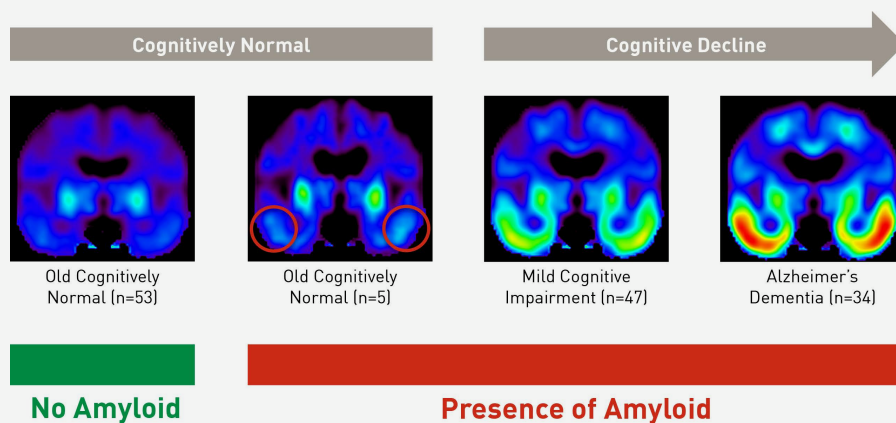 Cognitively Normal
Cognitive Decline
Old Cognitively
Normal (n=53)
Old Cognitively
Normal (n=5)
Mild Cognitive
Impairment (n=47)
Alzheimer’s
Dementia (n=34)
No Amyloid
Presence of Amyloid